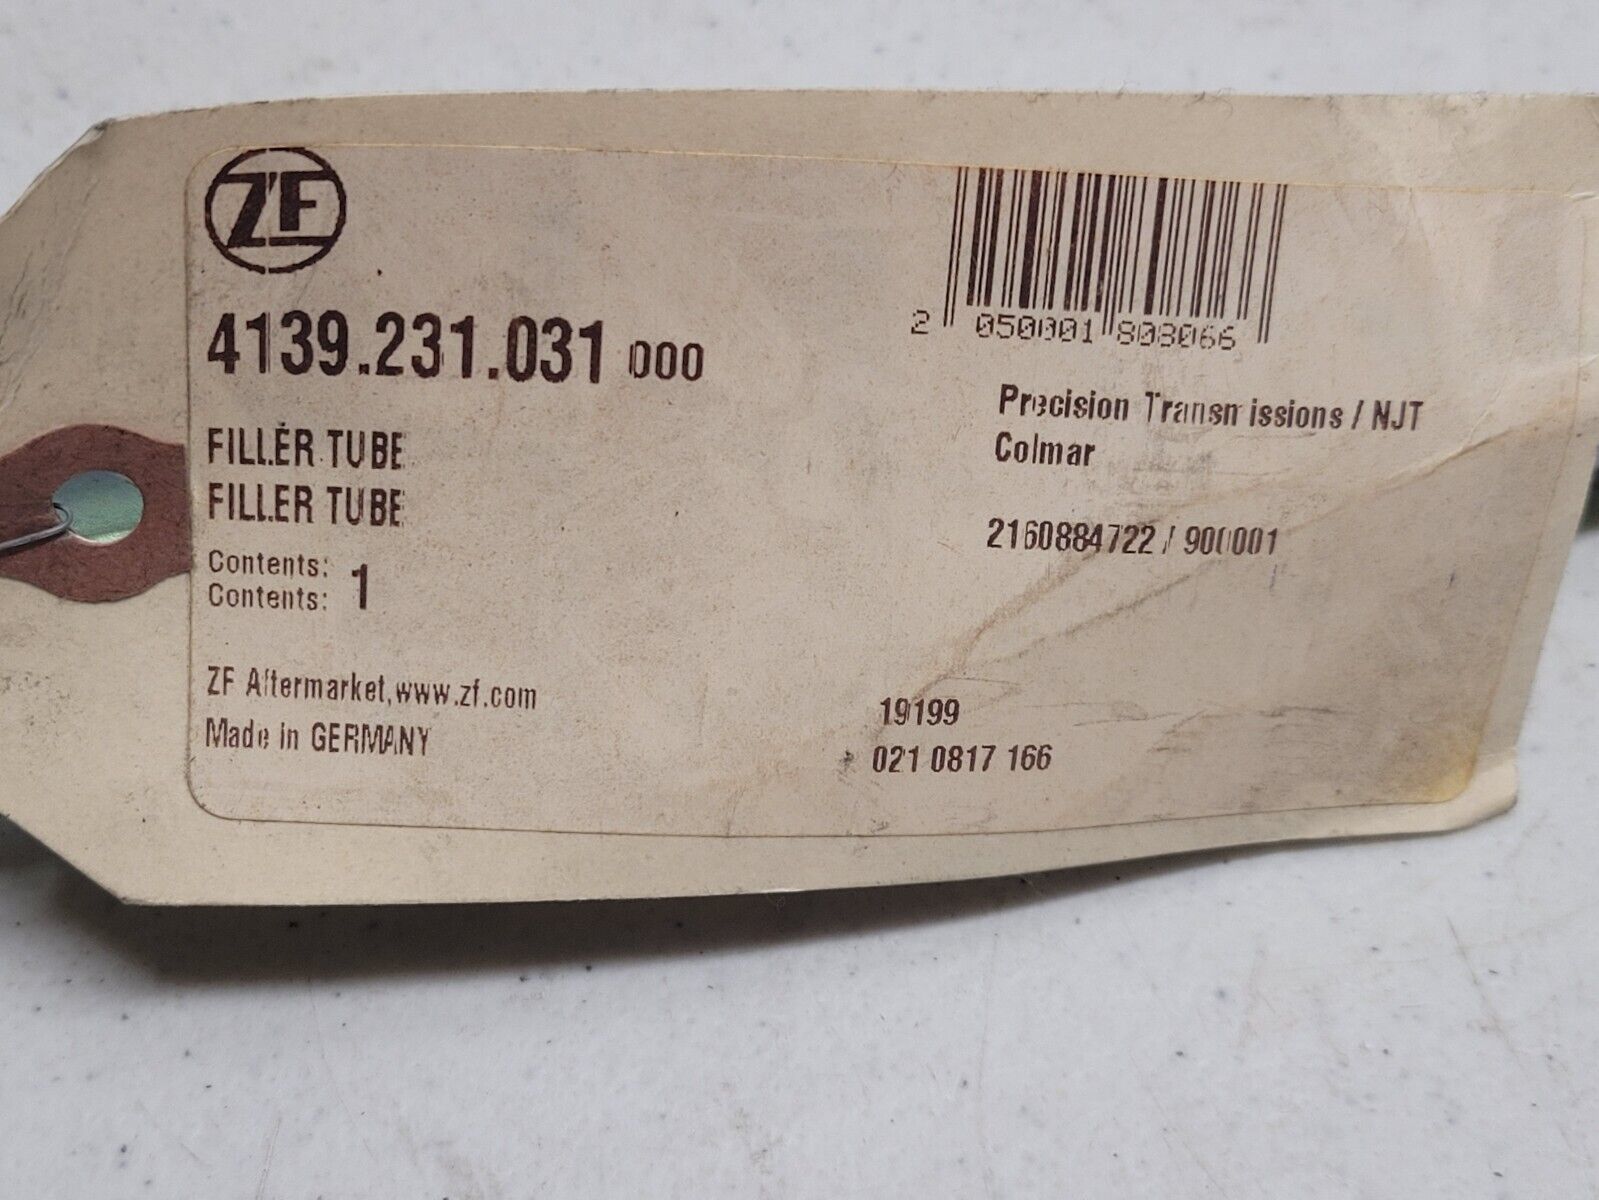 ZF
4139.231.031 000
FILLER TUBE
FILLER TUBE
Contents: 1
Contents:
ZF Aftermarket,www.zf.com
Made in GERMANY
2 050001 808066
Precision Transmissions / NJT
Colmar
2160884722 / 900001
19199
021 0817 166